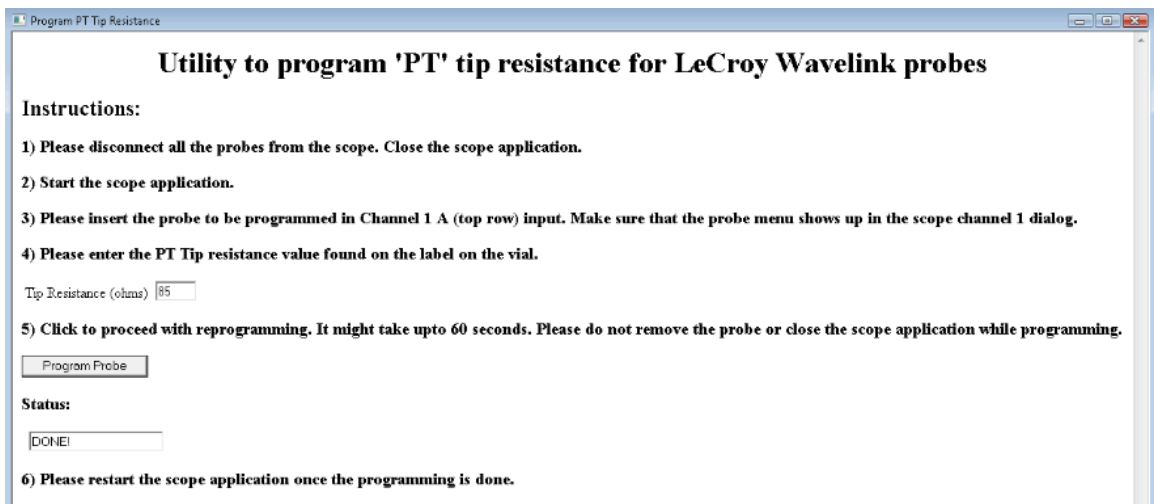 Program PT Tip Resistance
Utility to program 'PT' tip resistance for LeCroy Wavelink probes
Instructions:
1) Please disconnect all the probes from the scope. Close the scope application.
2) Start the scope application.
3) Please insert the probe to be programmed in Channel 1 A (top row) input. Make sure that the probe menu shows up in the scope channel 1 dialog.
4) Please enter the PT Tip resistance value found on the label on the vial.
Tip Resistance (ohms) 85
5) Click to proceed with reprogramming. It might take upto 60 seconds. Please do not remove the probe or close the scope application while programming.
Program Probe
Status:
DONE!
6) Please restart the scope application once the programming is done.